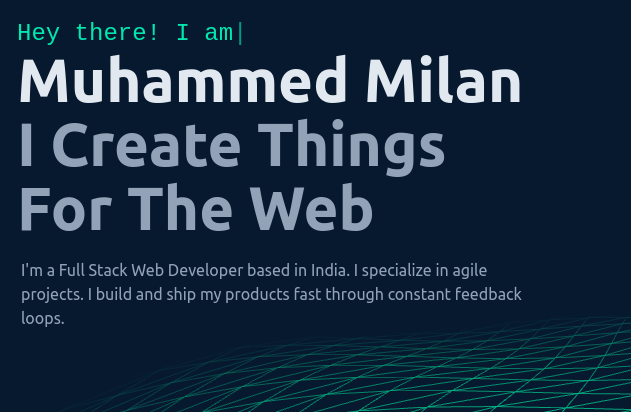 Hey there! I am|
Muhammed Milan
I Create Things
For The Web
I'm a Full Stack Web Developer based in India. I specialize in agile
projects. I build and ship my products fast through constant feedback
loops.